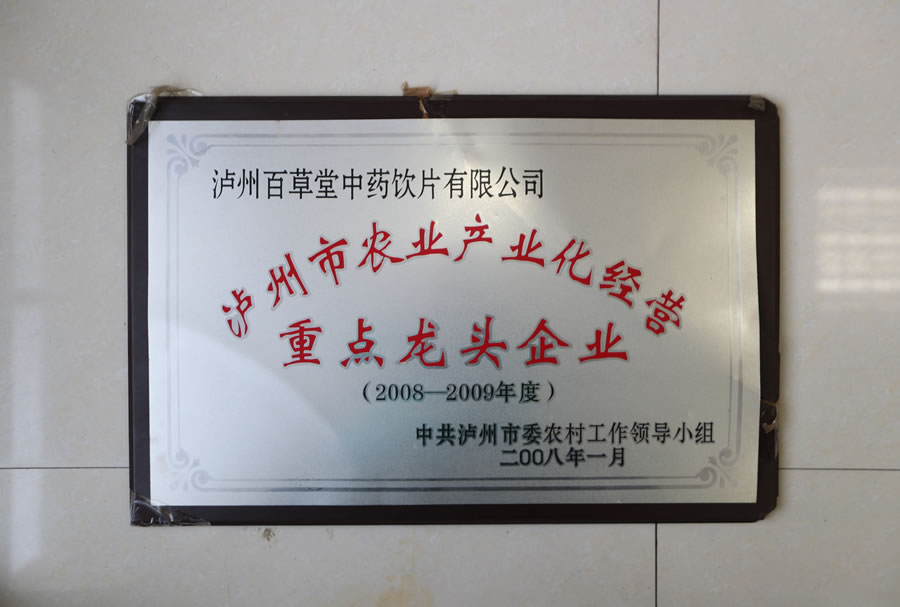 泸州百草堂中药饮片有限公司
泸州市农业产业化经营
重点龙头企业
（2008—2009年度）
中共泸州市委农村工作领导小组
二00八年一月